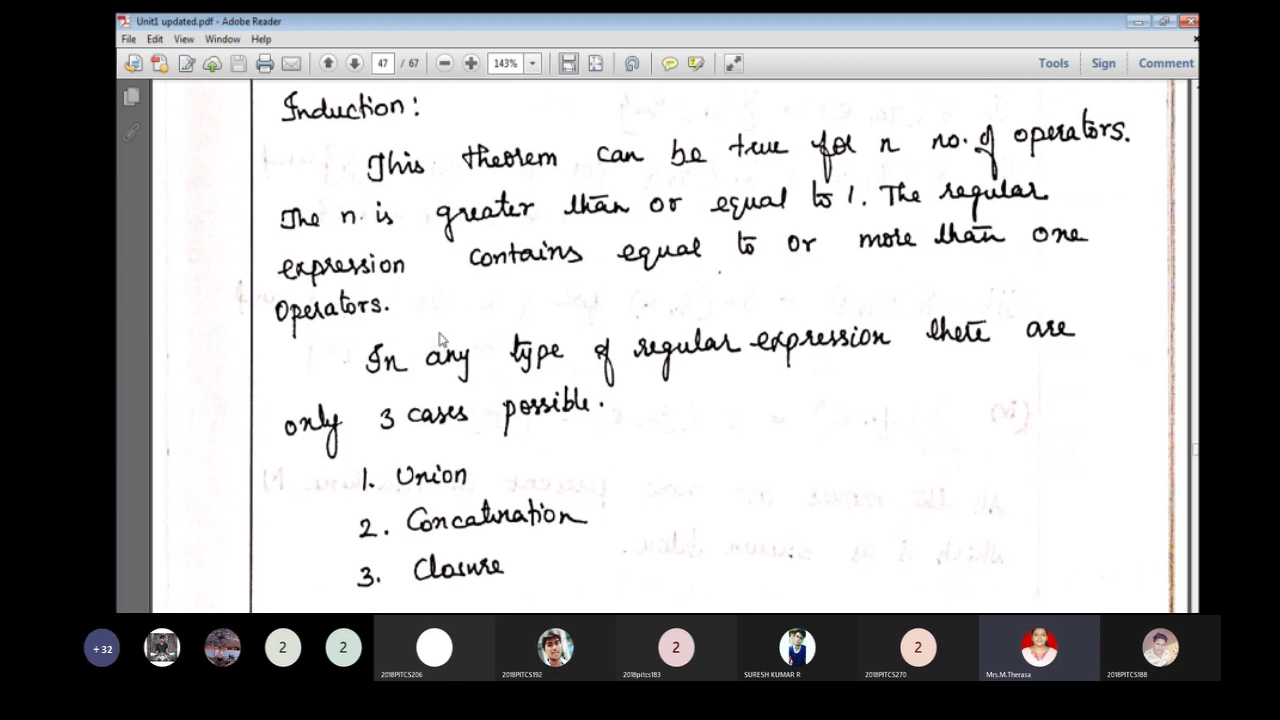 Unit1 updated.pdf - Adobe Reader
File Edit View Window Help
47 / 67 143% Tools Sign Comment
Induction:
This theorem can be true for n no. of operators.
The n is greater than or equal to 1. The regular
expression contains equal to or more than one
operators.
In any type of regular expression there are
only 3 cases possible.
1. Union
2. Concatination
3. Closure
+32 2 2 2 2
2018PITCS206 2018PITCS192 2018pitcs183 SURESH KUMAR R 2018PITCS270 Mrs.M.Therasa 2018PITCS188